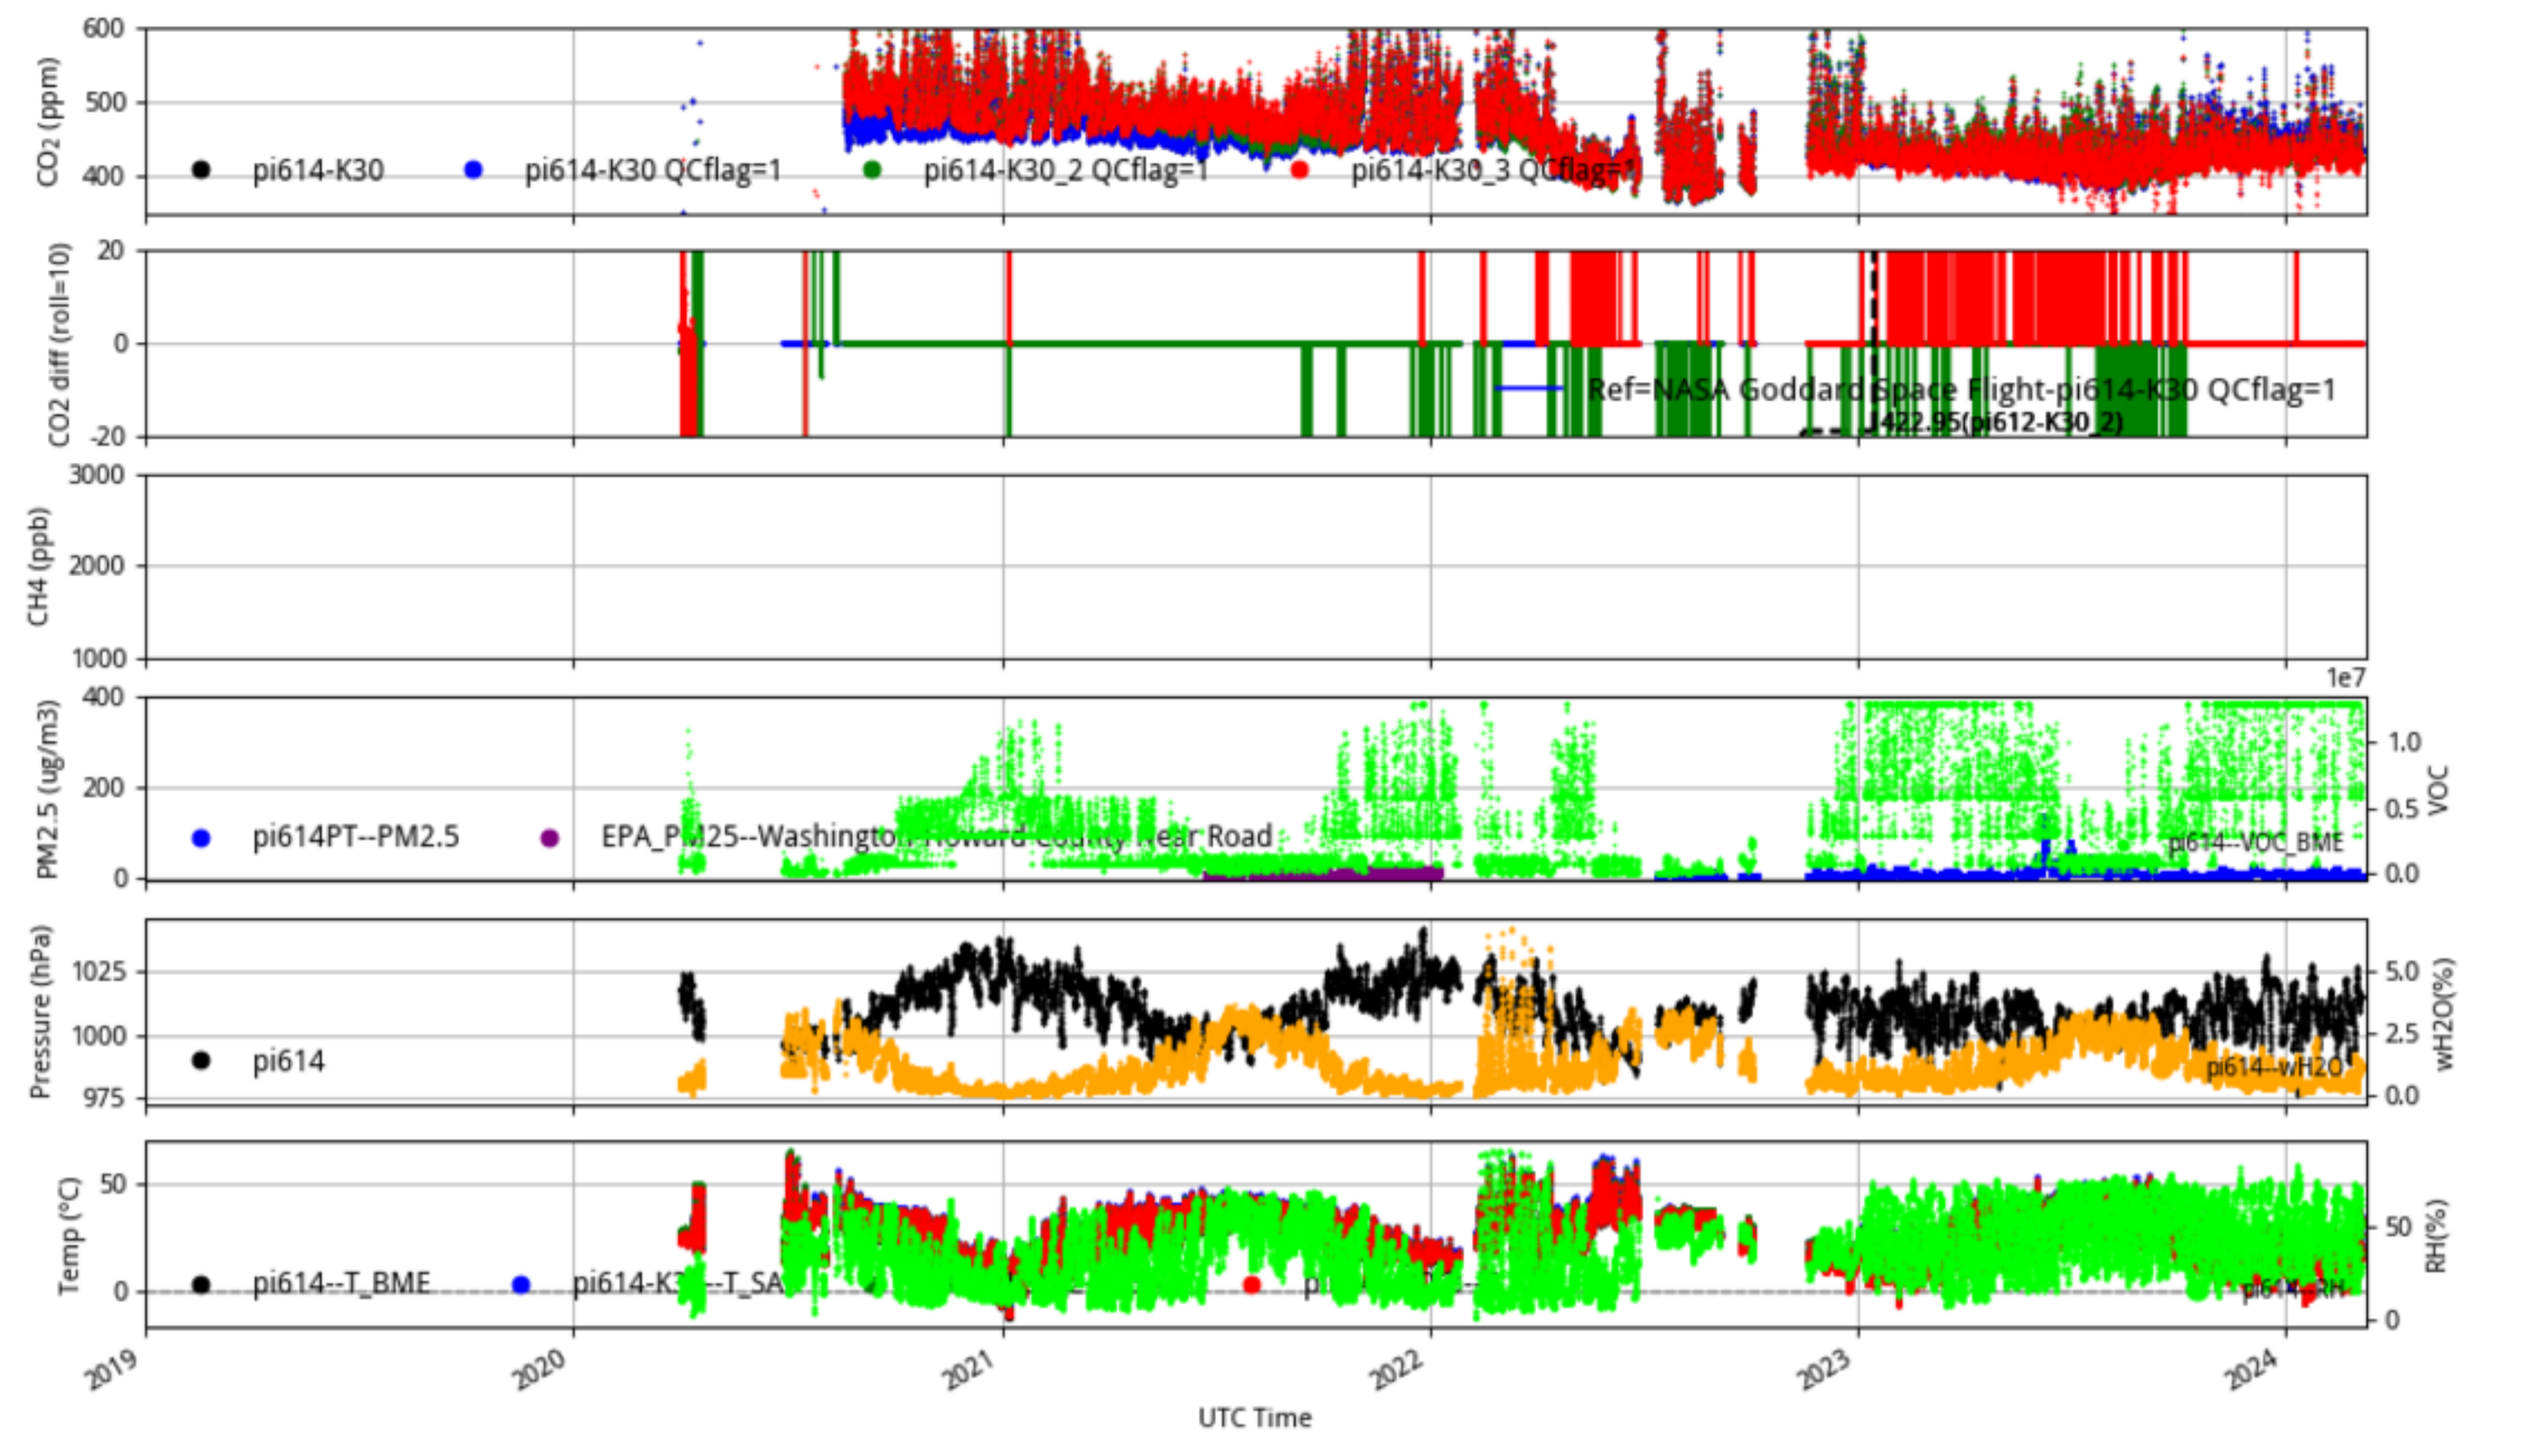 600
500
400
CO2 (ppm)
pi614-K30
pi614-K30 QCflag=1
pi614-K30_2 QCflag=1
pi614-K30_3 QCflag=1
20
0
-20
CO2 diff (roll=10)
Ref=NASA Goddard Space Flight-pi614-K30 QCflag=1
422.95(pi612-K30_2)
3000
2000
1000
CH4 (ppb)
1e7
400
200
0
PM2.5 (ug/m3)
pi614PT--PM2.5
EPA_PM25--Washington Howard County Near Road
pi614--VOC_BME
1.0
0.5
0.0
VOC
1025
1000
975
Pressure (hPa)
pi614
pi614--wH2O
5.0
2.5
0.0
wH2O(%)
50
0
Temp (°C)
pi614--T_BME
pi614--RH
50
0
RH(%)
2019
2020
2021
2022
2023
2024
UTC Time